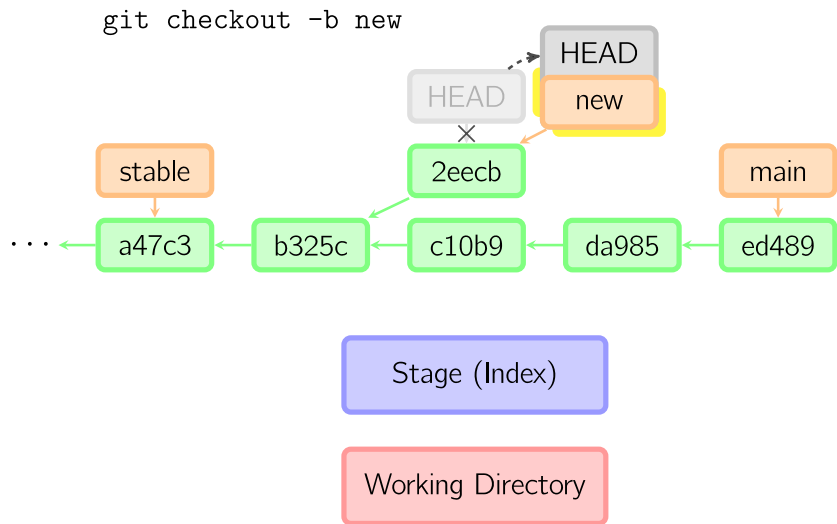 git checkout -b new
HEAD
HEAD
new
stable
2eecb
main
... a47c3
b325c
c10b9
da985
ed489
Stage (Index)
Working Directory